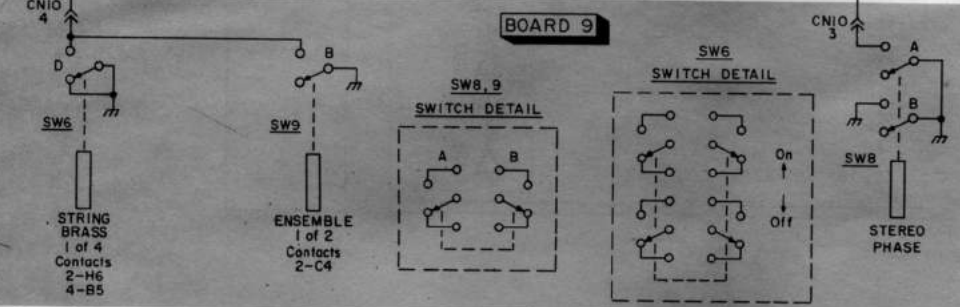 CN10
4
D
SW6
STRING
BRASS
1 of 4
Contacts
2-H6
4-B5
B
SW9
ENSEMBLE
1 of 2
Contacts
2-C4
BOARD 9
SW8,9
SWITCH DETAIL
A B
SW6
SWITCH DETAIL
On
Off
CN10
3
A
B
SW8
STEREO
PHASE